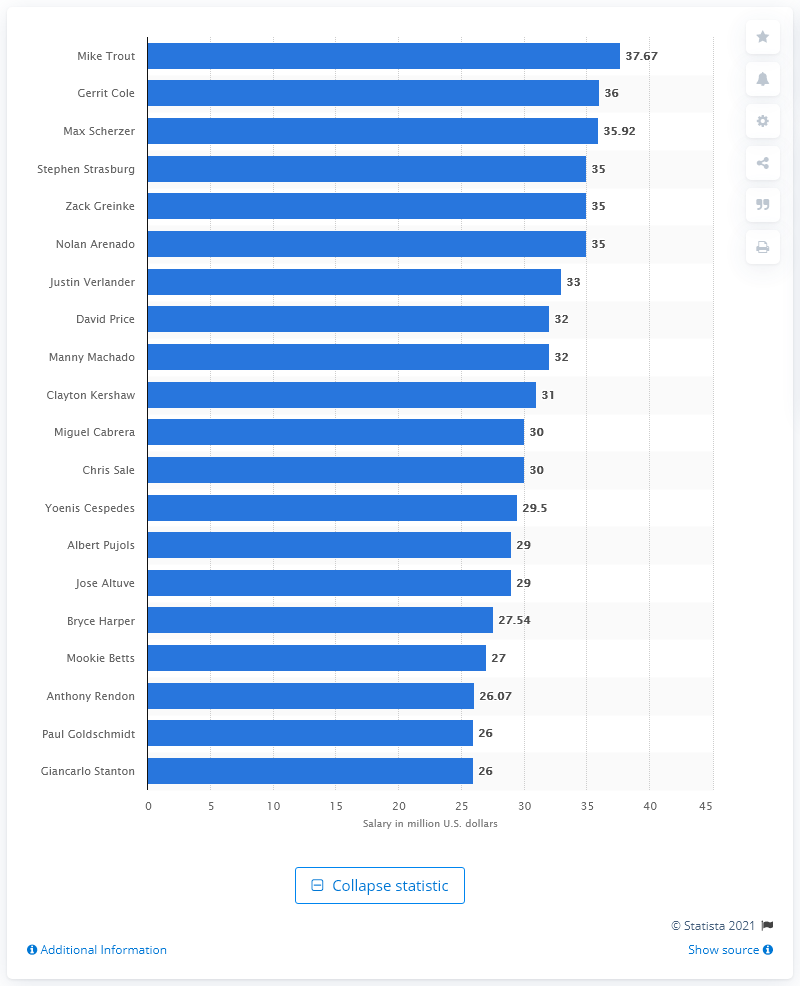 Mike Trout 37.67
Gerrit Cole 36
Max Scherzer 35.92
Stephen Strasburg 35
Zack Greinke 35
Nolan Arenado 35
Justin Verlander 33
David Price 32
Manny Machado 32
Clayton Kershaw 31
Miguel Cabrera 30
Chris Sale 30
Yoenis Cespedes 29.5
Albert Pujols 29
Jose Altuve 29
Bryce Harper 27.54
Mookie Betts 27
Anthony Rendon 26.07
Paul Goldschmidt 26
Giancarlo Stanton 26
0 5 10 15 20 25 30 35 40 45
Salary in million U.S. dollars
Collapse statistic
© Statista 2021
Additional Information Show source